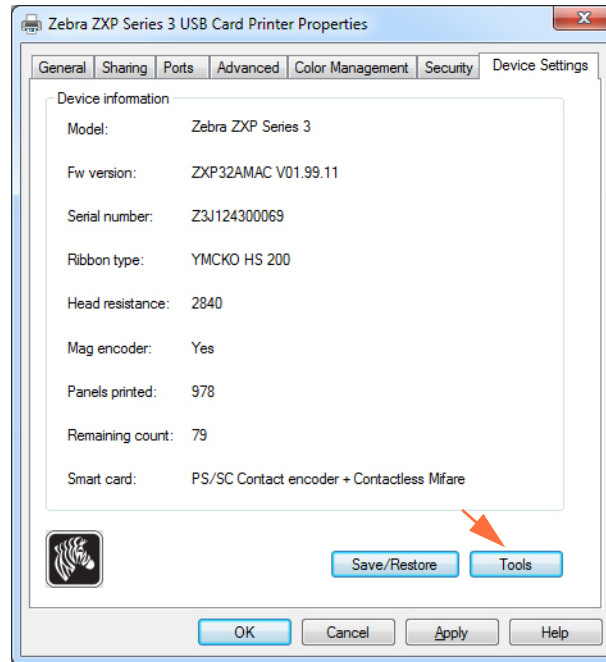 Zebra ZXP Series 3 USB Card Printer Properties
General Sharing Ports Advanced Color Management Security Device Settings
Device information
Model: Zebra ZXP Series 3
Fw version: ZXP32AMAC V01.99.11
Serial number: Z3J124300069
Ribbon type: YMCKO HS 200
Head resistance: 2840
Mag encoder: Yes
Panels printed: 978
Remaining count: 79
Smart card: PS/SC Contact encoder + Contactless Mifare
Save/Restore Tools
OK Cancel Apply Help